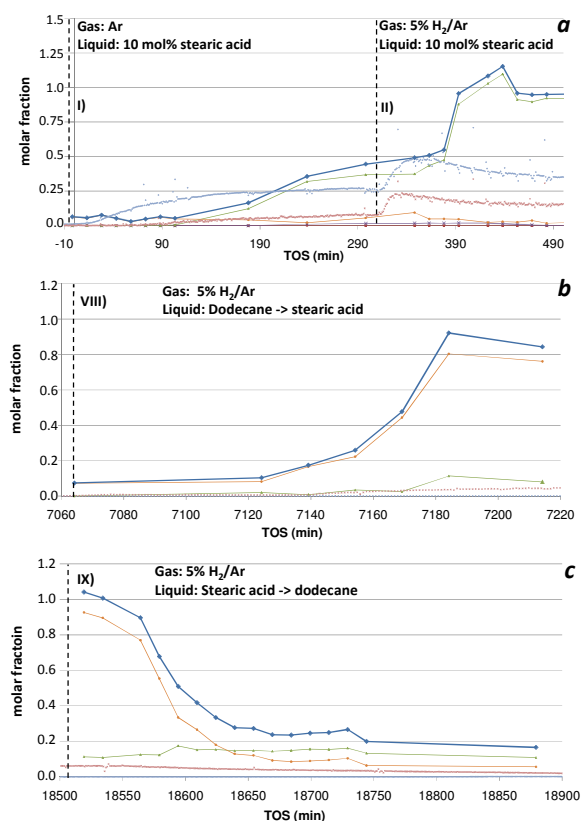 Gas: Ar
Liquid: 10 mol% stearic acid
Gas: 5% H2/Ar
Liquid: 10 mol% stearic acid
a
I)
II)
1.5
1.3
1.0
0.75
0.5
0.25
0
molar fraction
-10
90
190
290
390
490
TOS (min)
VIII)
Gas: 5% H2/Ar
Liquid: Dodecane -> stearic acid
b
1.2
1.0
0.8
0.6
0.4
0.2
0.0
molar fraction
7060
7080
7100
7120
7140
7160
7180
7200
7220
TOS (min)
IX)
Gas: 5% H2/Ar
Liquid: Stearic acid -> dodecane
c
1.2
1.0
0.8
0.6
0.4
0.2
0.0
molar fractoin
18500
18550
18600
18650
18700
18750
18800
18850
18900
TOS (min)